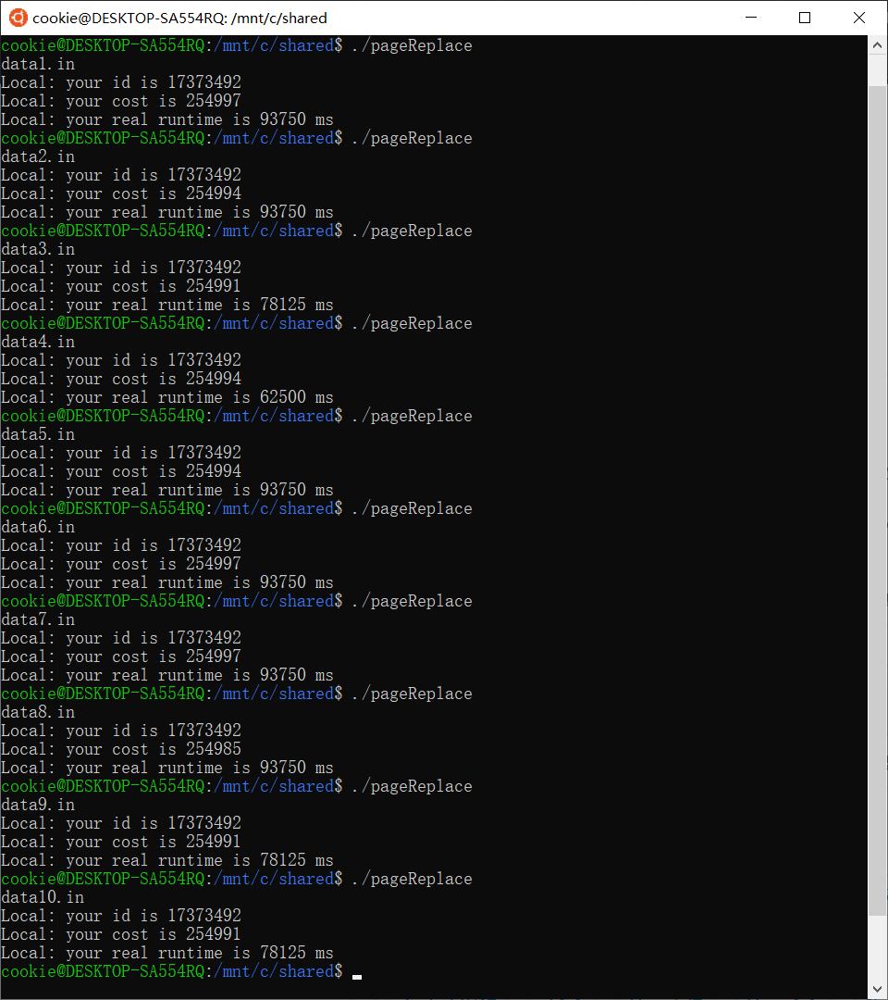 cookie@DESKTOP-SA554RQ: /mnt/c/shared
cookie@DESKTOP-SA554RQ:/mnt/c/shared$ ./pageReplace
data1.in
Local: your id is 17373492
Local: your cost is 254997
Local: your real runtime is 93750 ms
cookie@DESKTOP-SA554RQ:/mnt/c/shared$ ./pageReplace
data2.in
Local: your id is 17373492
Local: your cost is 254994
Local: your real runtime is 93750 ms
cookie@DESKTOP-SA554RQ:/mnt/c/shared$ ./pageReplace
data3.in
Local: your id is 17373492
Local: your cost is 254991
Local: your real runtime is 78125 ms
cookie@DESKTOP-SA554RQ:/mnt/c/shared$ ./pageReplace
data4.in
Local: your id is 17373492
Local: your cost is 254994
Local: your real runtime is 62500 ms
cookie@DESKTOP-SA554RQ:/mnt/c/shared$ ./pageReplace
data5.in
Local: your id is 17373492
Local: your cost is 254994
Local: your real runtime is 93750 ms
cookie@DESKTOP-SA554RQ:/mnt/c/shared$ ./pageReplace
data6.in
Local: your id is 17373492
Local: your cost is 254997
Local: your real runtime is 93750 ms
cookie@DESKTOP-SA554RQ:/mnt/c/shared$ ./pageReplace
data7.in
Local: your id is 17373492
Local: your cost is 254997
Local: your real runtime is 93750 ms
cookie@DESKTOP-SA554RQ:/mnt/c/shared$ ./pageReplace
data8.in
Local: your id is 17373492
Local: your cost is 254985
Local: your real runtime is 93750 ms
cookie@DESKTOP-SA554RQ:/mnt/c/shared$ ./pageReplace
data9.in
Local: your id is 17373492
Local: your cost is 254991
Local: your real runtime is 78125 ms
cookie@DESKTOP-SA554RQ:/mnt/c/shared$ ./pageReplace
data10.in
Local: your id is 17373492
Local: your cost is 254991
Local: your real runtime is 78125 ms
cookie@DESKTOP-SA554RQ:/mnt/c/shared$